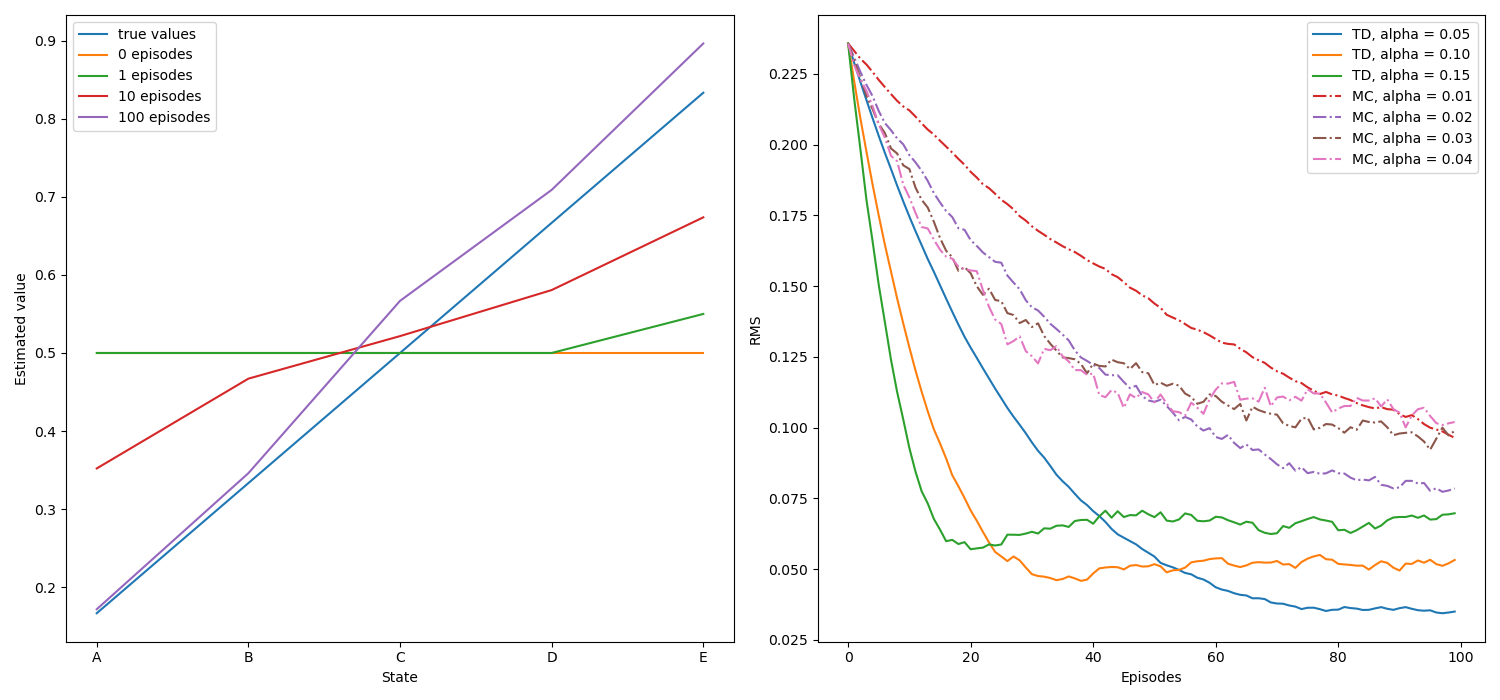 true values
0 episodes
1 episodes
10 episodes
100 episodes
0.9
0.8
0.7
0.6
0.5
0.4
0.3
0.2
Estimated value
A B C D E
State
TD, alpha = 0.05
TD, alpha = 0.10
TD, alpha = 0.15
MC, alpha = 0.01
MC, alpha = 0.02
MC, alpha = 0.03
MC, alpha = 0.04
0.225
0.200
0.175
0.150
0.125
0.100
0.075
0.050
0.025
RMS
0 20 40 60 80 100
Episodes